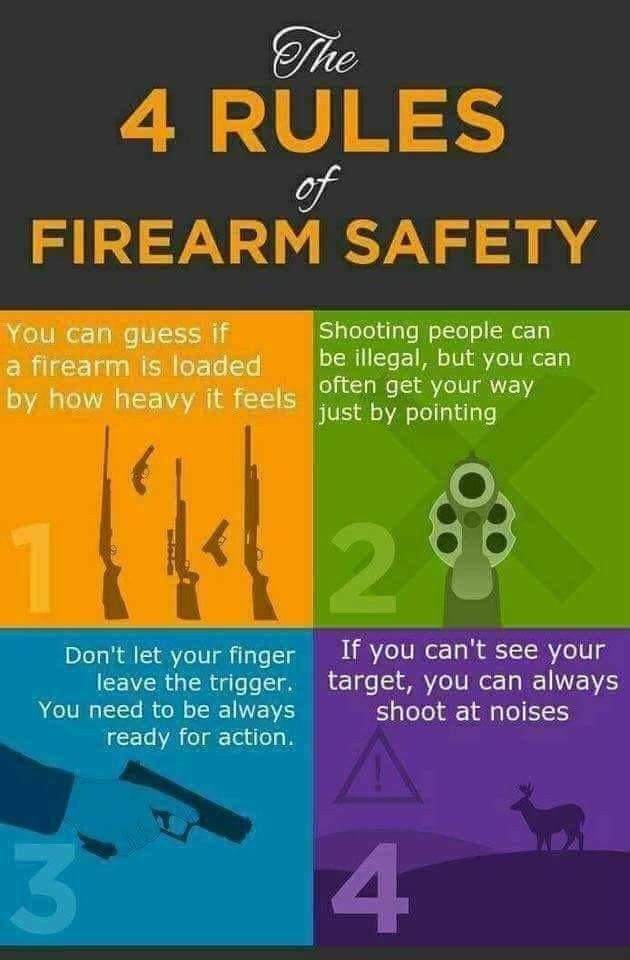 The
4 RULES
of
FIREARM SAFETY
You can guess if
a firearm is loaded
by how heavy it feels
1
Shooting people can
be illegal, but you can
often get your way
just by pointing
2
Don't let your finger
leave the trigger.
You need to be always
ready for action.
3
If you can't see your
target, you can always
shoot at noises
!
4